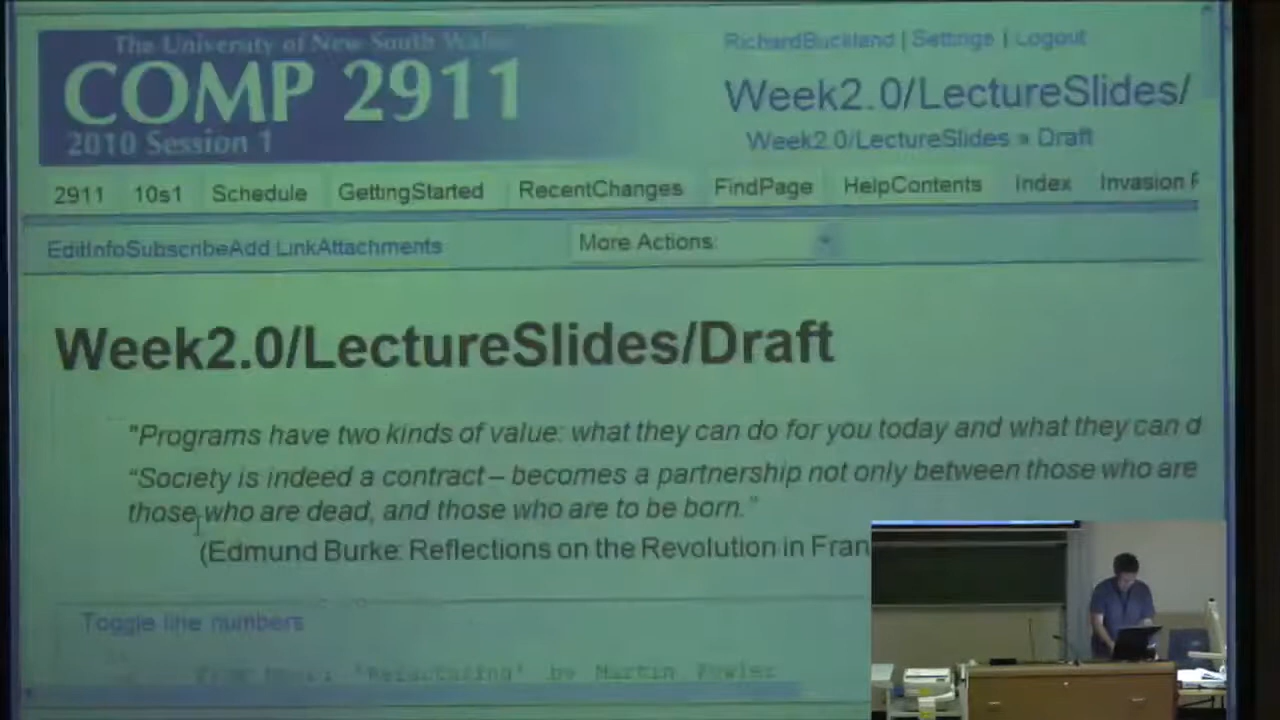 The University of New South Wales
COMP 2911
2010 Session 1
RichardBuckland | Settings | Logout
Week2.0/LectureSlides/
Week2.0/LectureSlides » Draft
2911 10s1 Schedule GettingStarted RecentChanges FindPage HelpContents Index Invasion
EditInfoSubscribeAdd LinkAttachments
More Actions:
Week2.0/LectureSlides/Draft
"Programs have two kinds of value: what they can do for you today and what they can d
“Society is indeed a contract – becomes a partnership not only between those who are
those who are dead, and those who are to be born.”
(Edmund Burke: Reflections on the Revolution in Fran
Toggle line numbers
'Refactoring' by Martin Fowler